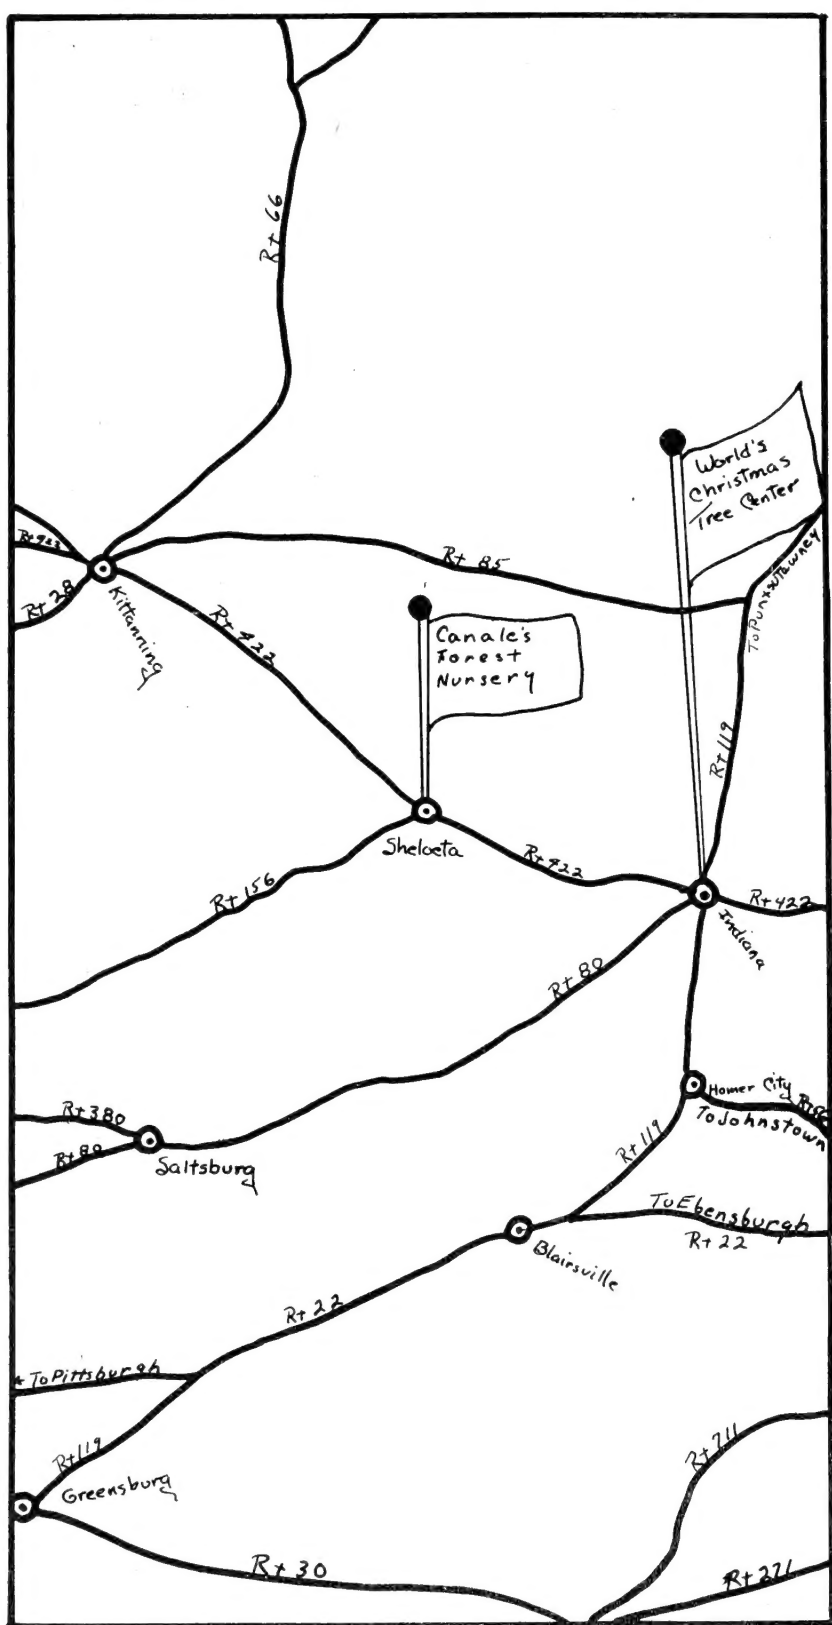 Rt 66
World's
Christmas
Tree Center
Rt 28
Kittanning
Rt 85
To Punxsutawney
Rt 422
Canale's
Forest
Nursery
Rt 119
Shelocta
Rt 422
Rt 156
Rt 422
Indiana
Rt 80
Homer City
To Johnstown
Rt 380
Rt 80
Saltsburg
Rt 119
To Ebensburgh
Rt 22
Blairsville
Rt 22
To Pittsburgh
Rt 119
Greensburg
Rt 711
Rt 30
Rt 271